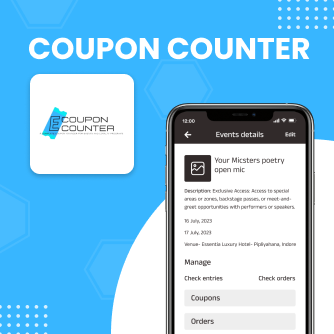 COUPON COUNTER
COUPON
COUNTER
12:00
Events details
Edit
Your Micsters poetry
open mic
Description: Exclusive Access: Access to special
areas or zones, backstage passes, or meet-and-
greet opportunities with performers or speakers.
16 July, 2023
17 July, 2023
Venue- Essentia Luxury Hotel- Pipliyahana, Indore
Manage
Check entries
Check orders
Coupons
Orders